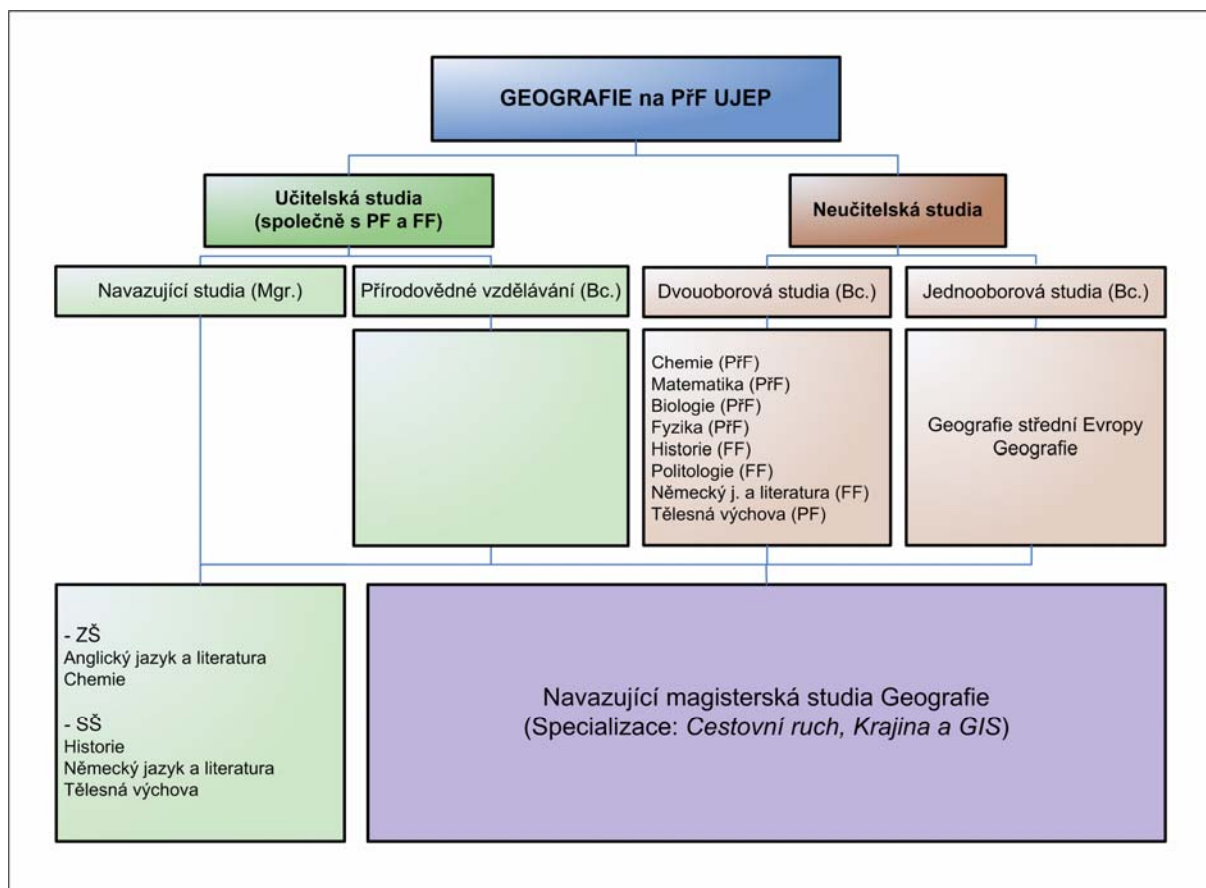 GEOGRAFIE na PřF UJEP
Učitelská studia
(společně s PF a FF)
Neučitelská studia
Navazující studia (Mgr.)
Přírodovědné vzdělávání (Bc.)
Dvouoborová studia (Bc.)
Jednooborová studia (Bc.)
Chemie (PřF)
Matematika (PřF)
Biologie (PřF)
Fyzika (PřF)
Historie (FF)
Politologie (FF)
Německý j. a literatura (FF)
Tělesná výchova (PF)
Geografie střední Evropy
Geografie
- ZŠ
Anglický jazyk a literatura
Chemie
- SŠ
Historie
Německý jazyk a literatura
Tělesná výchova
Navazující magisterská studia Geografie
(Specializace: Cestovní ruch, Krajina a GIS)